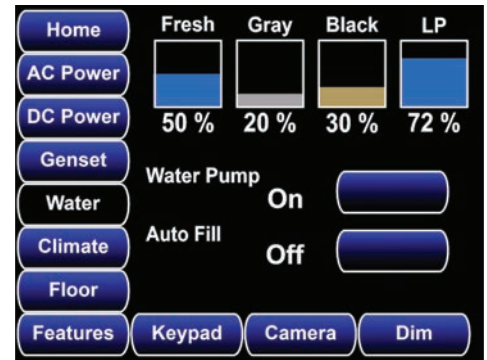 Home
AC Power
DC Power
Genset
Water
Climate
Floor
Features
Fresh Gray Black LP
50 % 20 % 30 % 72 %
Water Pump
On
Auto Fill
Off
Keypad Camera Dim